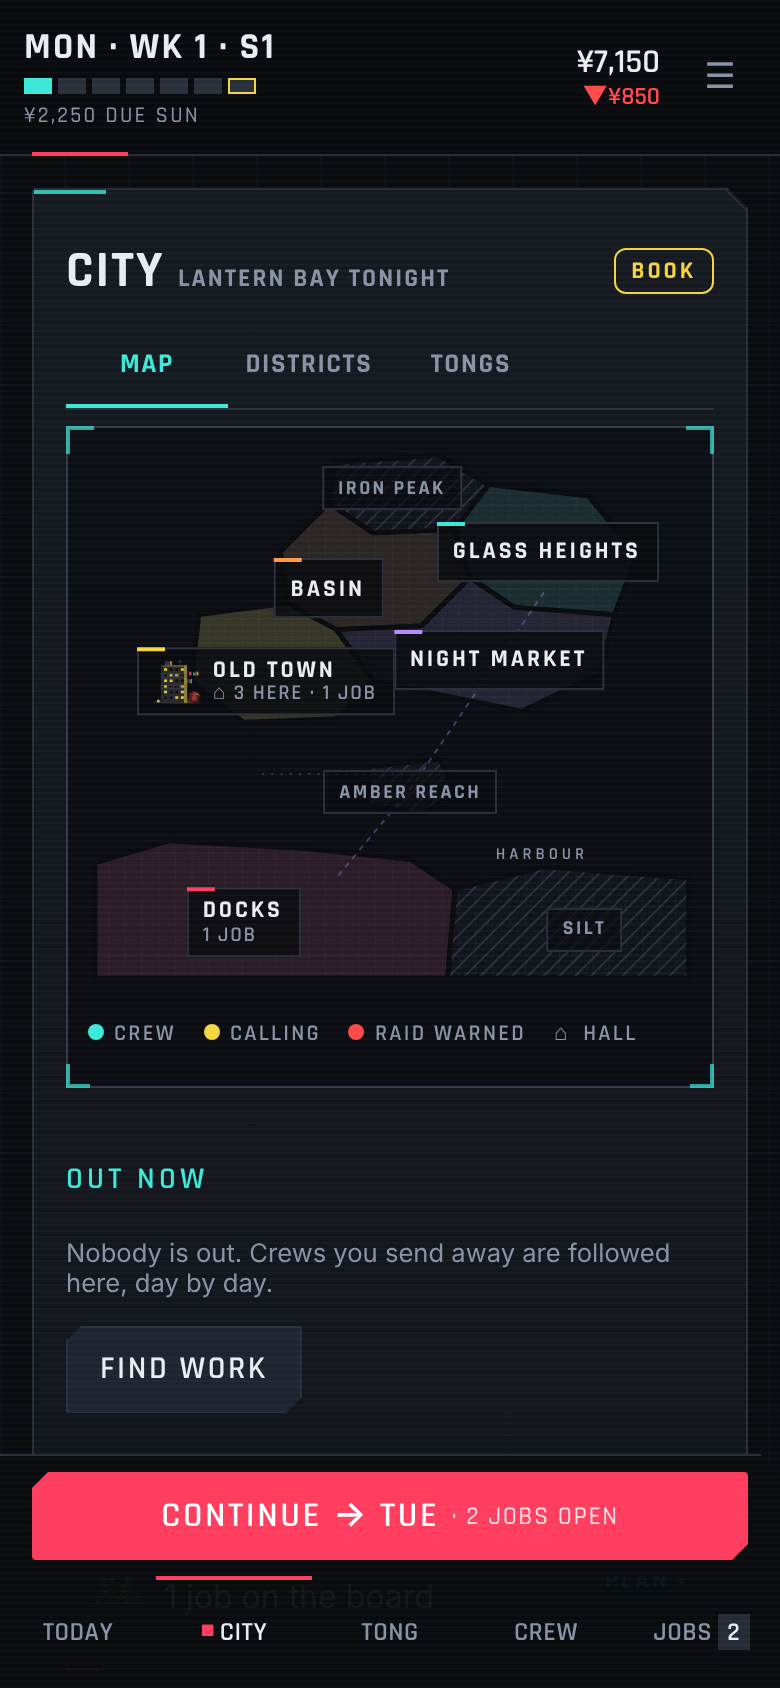 MON · WK 1 · S1
¥2,250 DUE SUN
¥7,150
▼¥850
☰
CITY LANTERN BAY TONIGHT
BOOK
MAP DISTRICTS TONGS
IRON PEAK
GLASS HEIGHTS
BASIN
NIGHT MARKET
OLD TOWN
⌂ 3 HERE · 1 JOB
AMBER REACH
HARBOUR
DOCKS
1 JOB
SILT
CREW CALLING RAID WARNED ⌂ HALL
OUT NOW
Nobody is out. Crews you send away are followed
here, day by day.
FIND WORK
CONTINUE → TUE · 2 JOBS OPEN
1 job on the board
PLAN
TODAY CITY TONG CREW JOBS 2